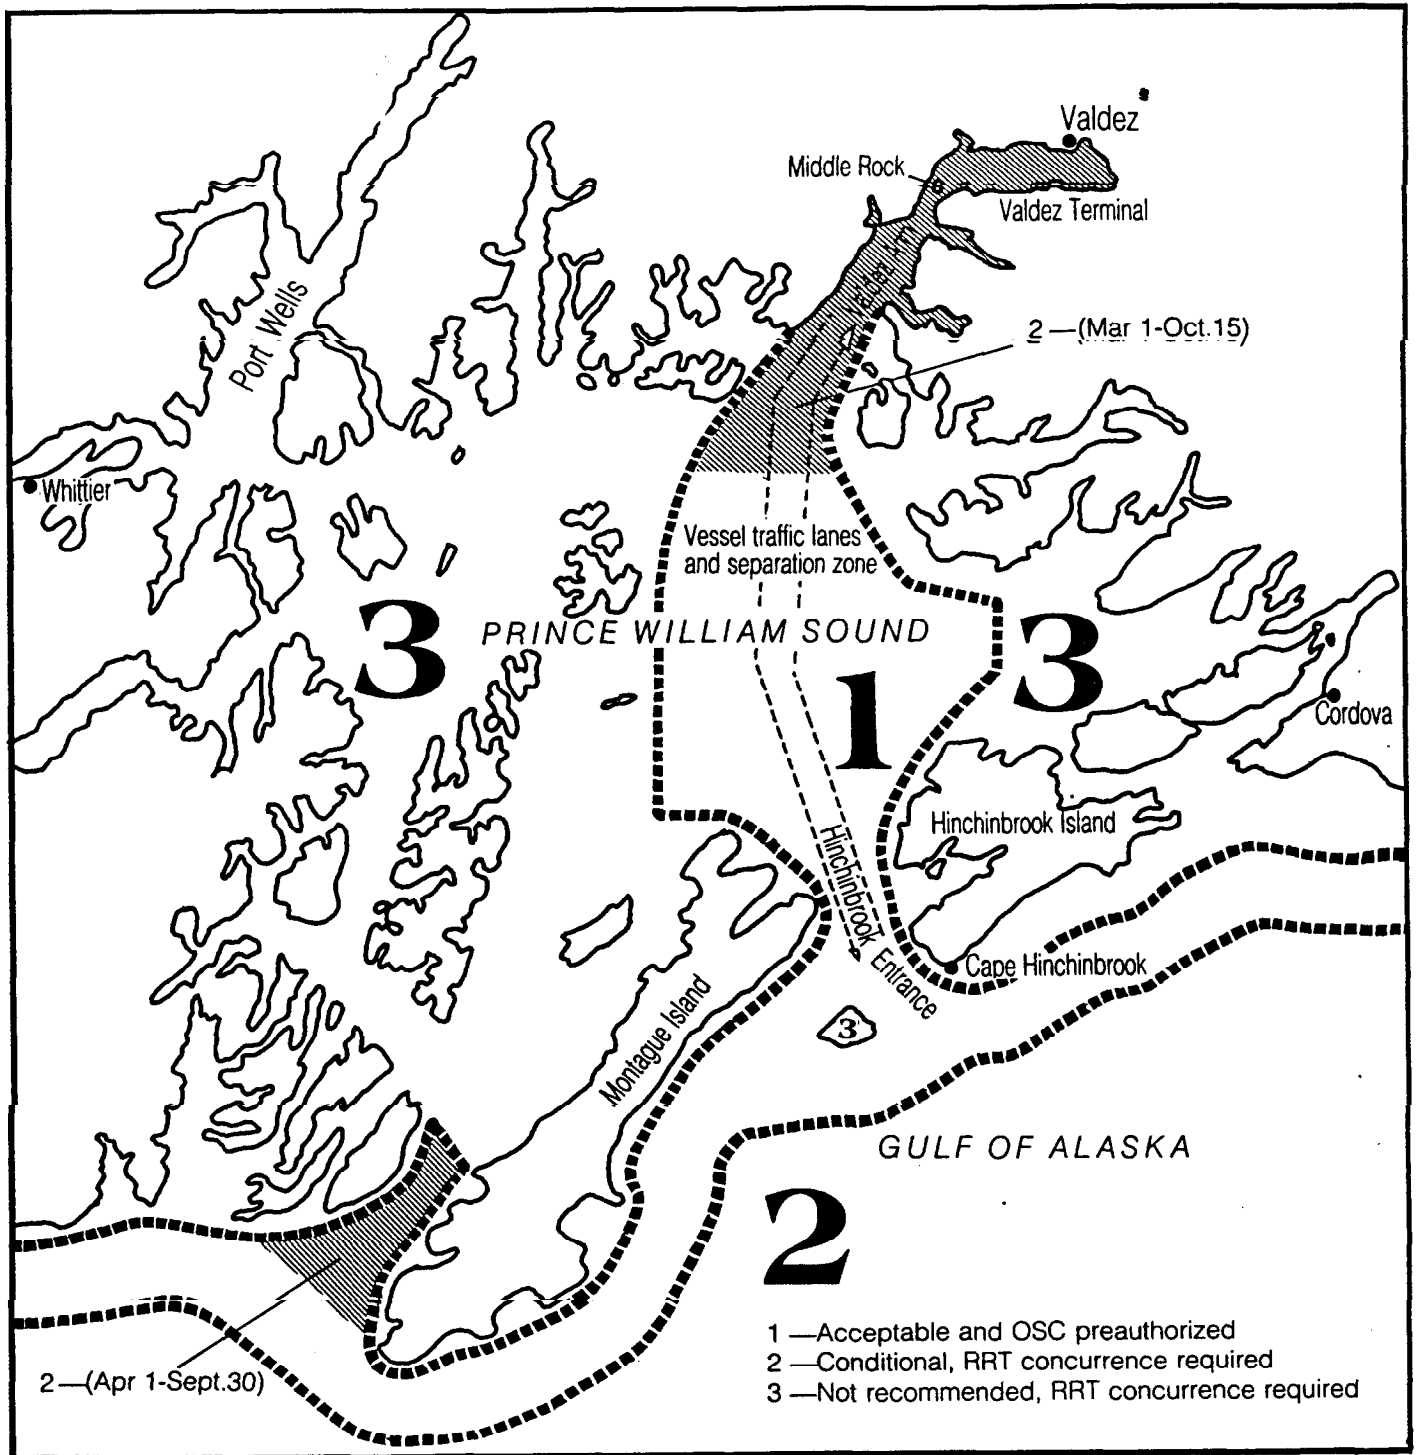 Valdez
Middle Rock
Valdez Terminal
Valdez Arm
Port Wells
2—(Mar 1-Oct.15)
Whittier
Vessel traffic lanes
and separation zone
3
PRINCE WILLIAM SOUND
3
1
Cordova
Hinchinbrook Island
Hinchinbrook Entrance
Cape Hinchinbrook
Montague Island
3
GULF OF ALASKA
2
1 —Acceptable and OSC preauthorized
2 —Conditional, RRT concurrence required
3 —Not recommended, RRT concurrence required
2—(Apr 1-Sept.30)